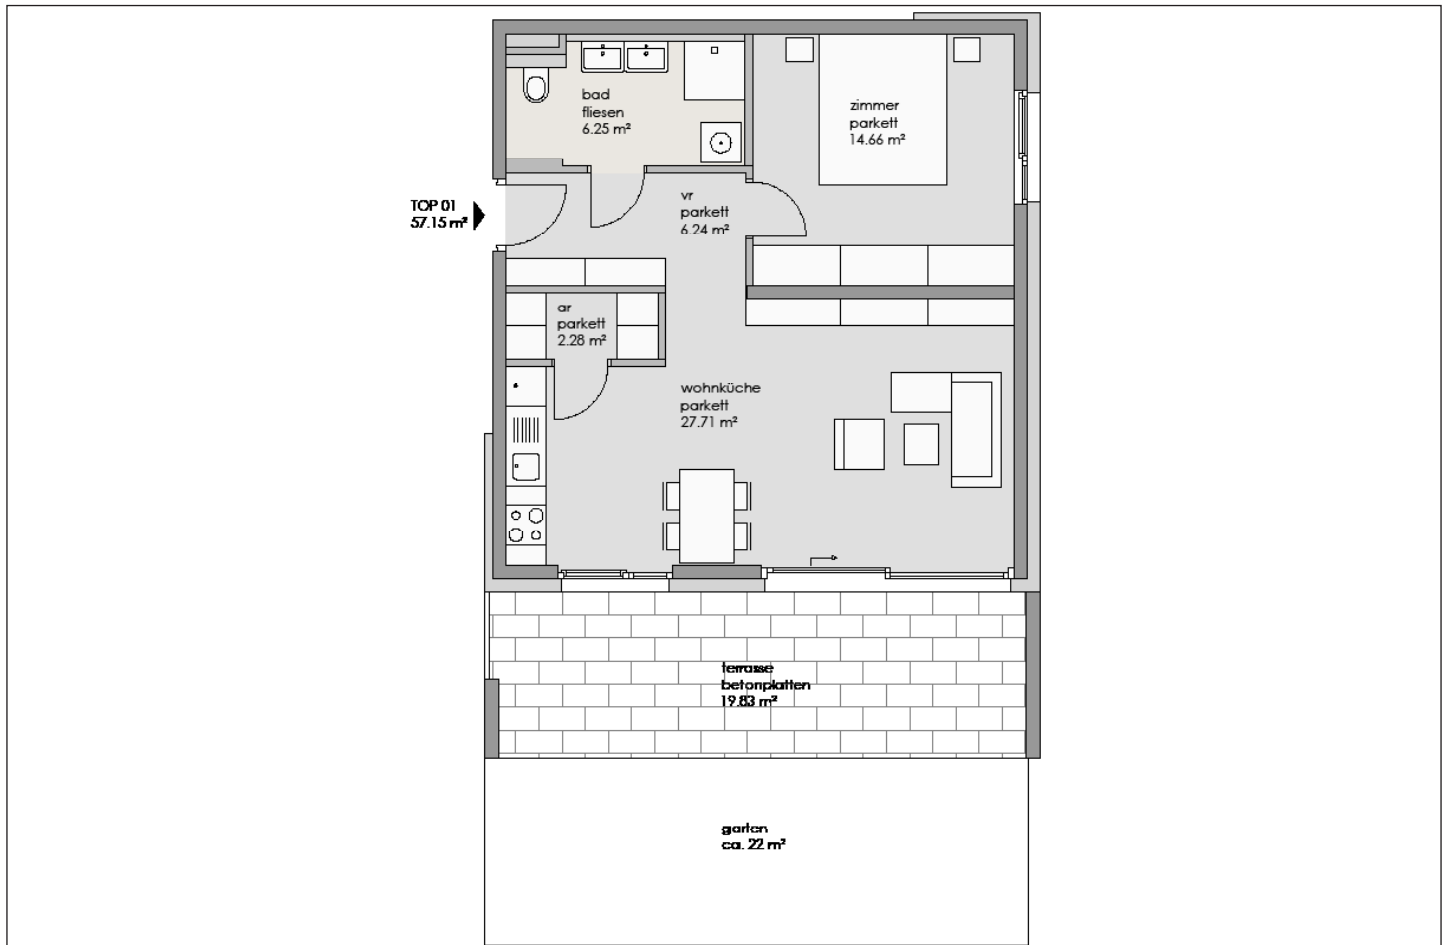 bad
fliesen
6.25 m²
zimmer
parkett
14.66 m²
TOP 01
57.15 m²
vr
parkett
6.24 m²
ar
parkett
2.28 m²
wohnküche
parkett
27.71 m²
terrasse
betonplatten
19.83 m²
garten
ca. 22 m²